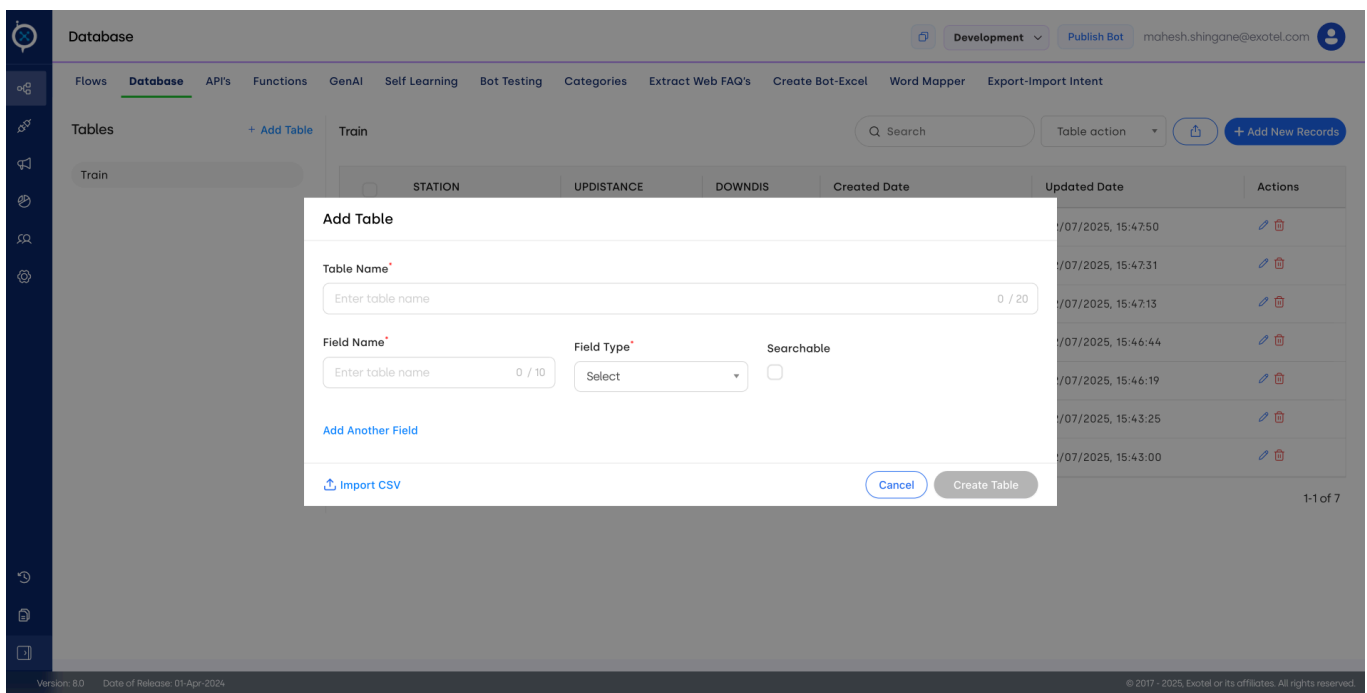 Database
Development
Publish Bot
mahesh.shingane@exotel.com
Flows Database API's Functions GenAI Self Learning Bot Testing Categories Extract Web FAQ's Create Bot-Excel Word Mapper Export-Import Intent
Tables
+ Add Table
Train
Search
Table action
+ Add New Records
Train
STATION UPDISTANCE DOWNDIS Created Date Updated Date Actions
Add Table
Table Name*
Enter table name 0 / 20
Field Name* Field Type* Searchable
Enter table name 0 / 10 Select
Add Another Field
Import CSV Cancel Create Table
/07/2025, 15:47:50
/07/2025, 15:47:31
/07/2025, 15:47:13
/07/2025, 15:46:44
/07/2025, 15:46:19
/07/2025, 15:43:25
/07/2025, 15:43:00
1-1 of 7
Version: 8.0 Date of Release: 01-Apr-2024
© 2017 - 2025, Exotel or its affiliates. All rights reserved.